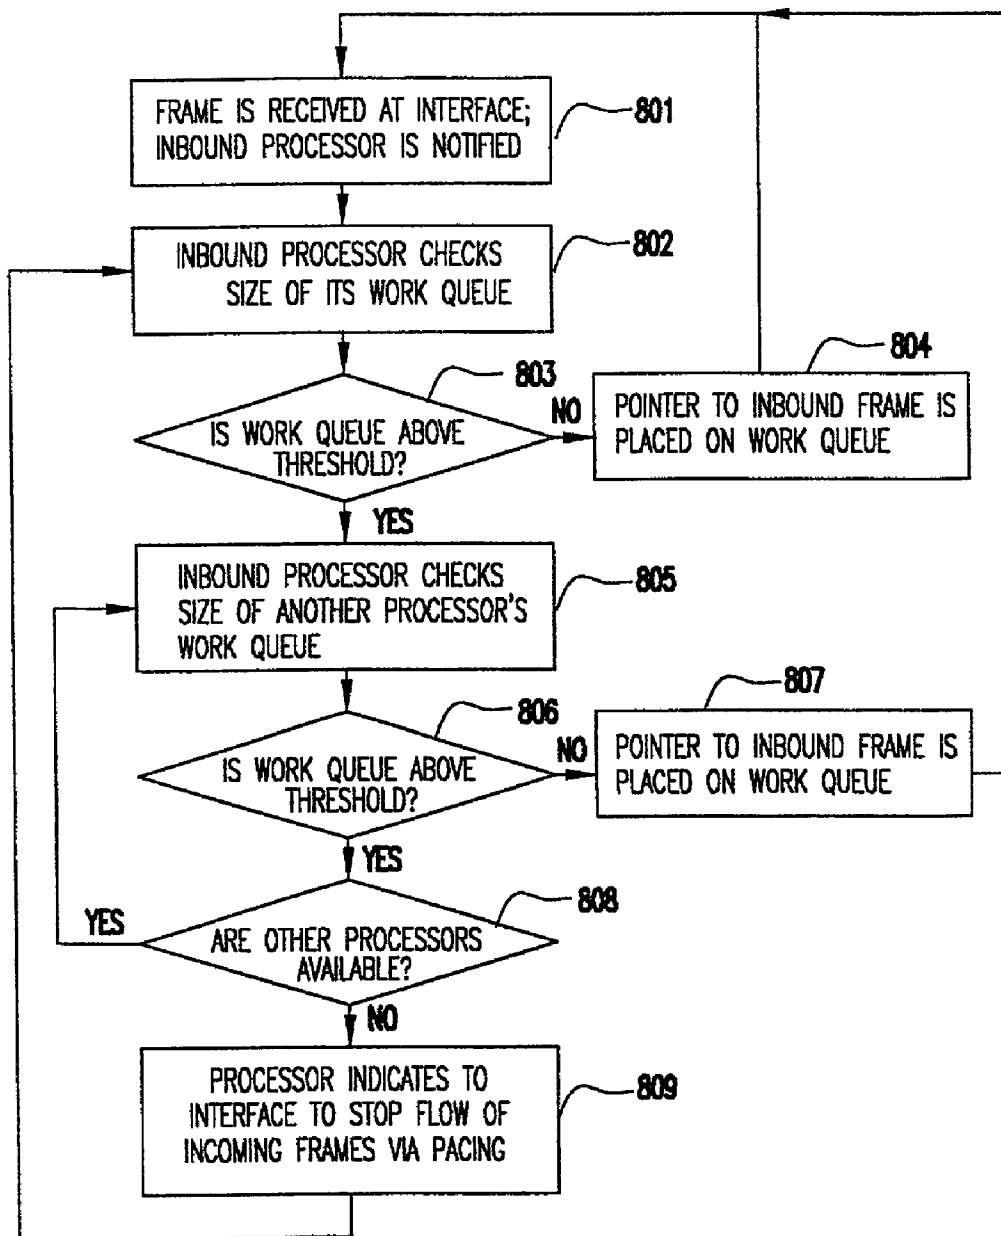 FRAME IS RECEIVED AT INTERFACE;
INBOUND PROCESSOR IS NOTIFIED
801
INBOUND PROCESSOR CHECKS
SIZE OF ITS WORK QUEUE
802
803
IS WORK QUEUE ABOVE
THRESHOLD?
NO
804
POINTER TO INBOUND FRAME IS
PLACED ON WORK QUEUE
YES
INBOUND PROCESSOR CHECKS
SIZE OF ANOTHER PROCESSOR'S
WORK QUEUE
805
806
IS WORK QUEUE ABOVE
THRESHOLD?
NO
807
POINTER TO INBOUND FRAME IS
PLACED ON WORK QUEUE
YES
808
YES
ARE OTHER PROCESSORS
AVAILABLE?
NO
PROCESSOR INDICATES TO
INTERFACE TO STOP FLOW OF
INCOMING FRAMES VIA PACING
809